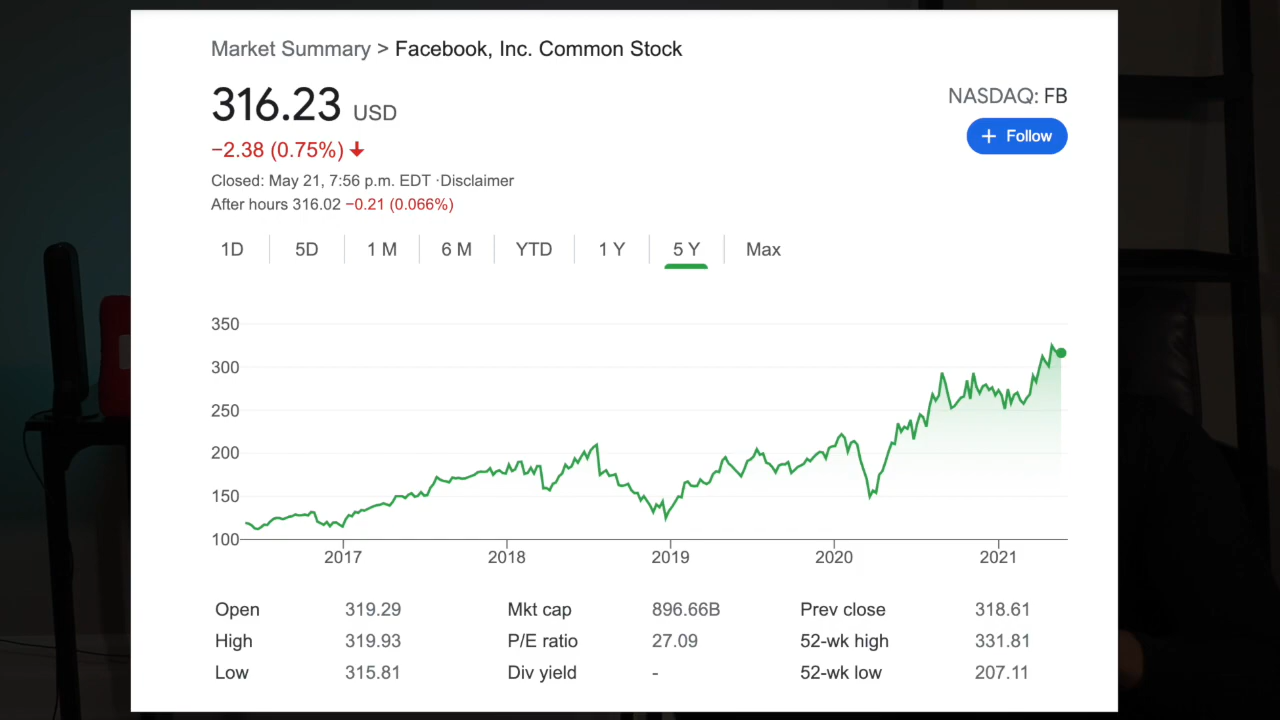 Market Summary > Facebook, Inc. Common Stock
316.23 USD
NASDAQ: FB
−2.38 (0.75%)
+ Follow
Closed: May 21, 7:56 p.m. EDT ·Disclaimer
After hours 316.02 −0.21 (0.066%)
1D 5D 1 M 6 M YTD 1 Y 5 Y Max
350
300
250
200
150
100
2017 2018 2019 2020 2021
Open 319.29 Mkt cap 896.66B Prev close 318.61
High 319.93 P/E ratio 27.09 52-wk high 331.81
Low 315.81 Div yield - 52-wk low 207.11